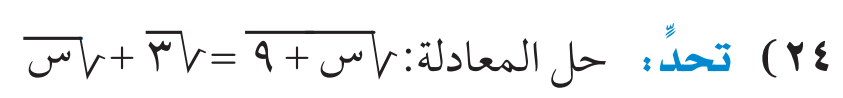 ٢٤) تحدٍّ: حل المعادلة: √س + ٩ = √٣ + √س